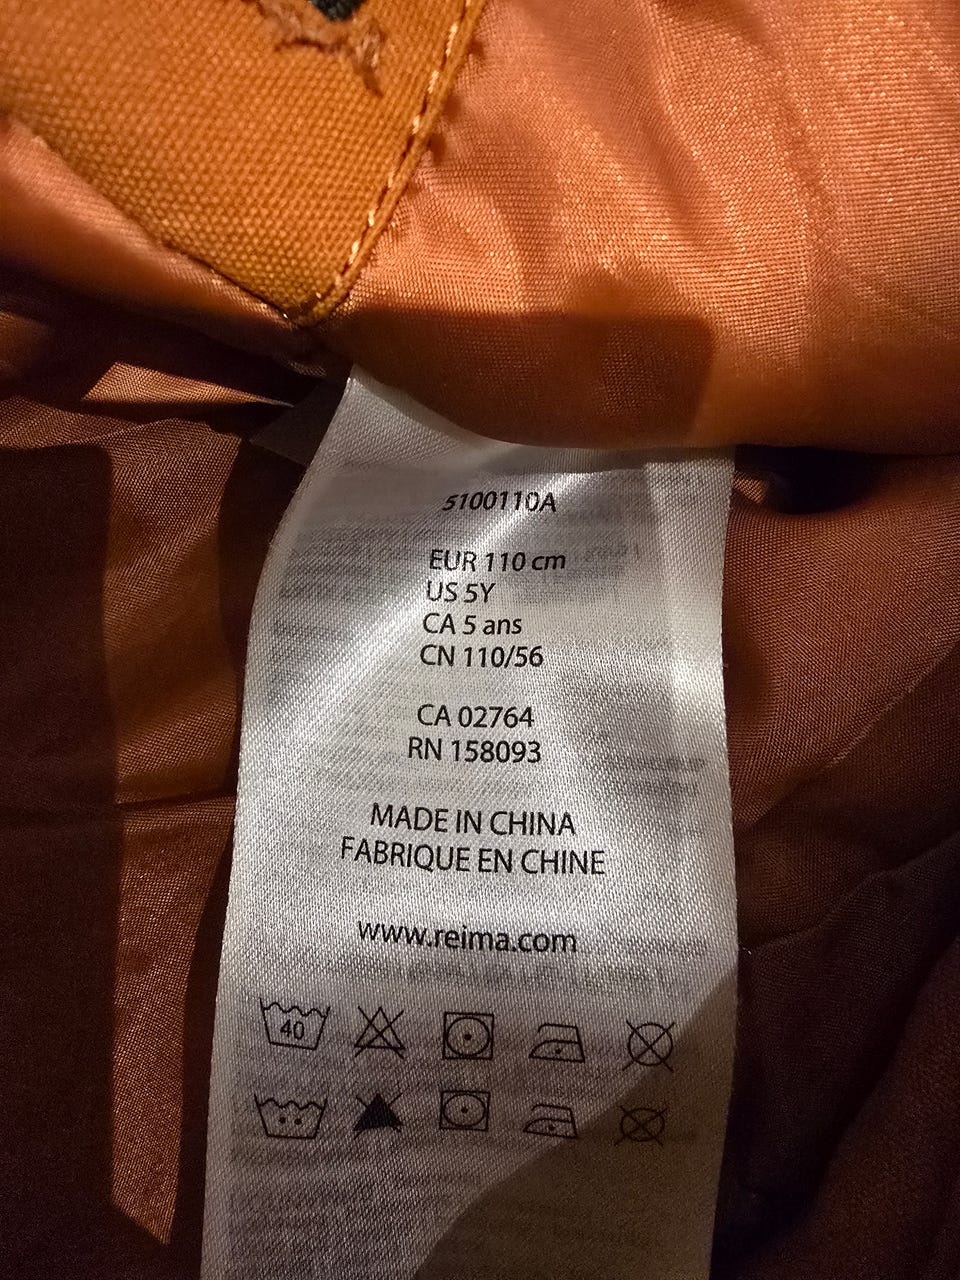 5100110A
EUR 110 cm
US 5Y
CA 5 ans
CN 110/56
CA 02764
RN 158093
MADE IN CHINA
FABRIQUE EN CHINE
www.reima.com
40